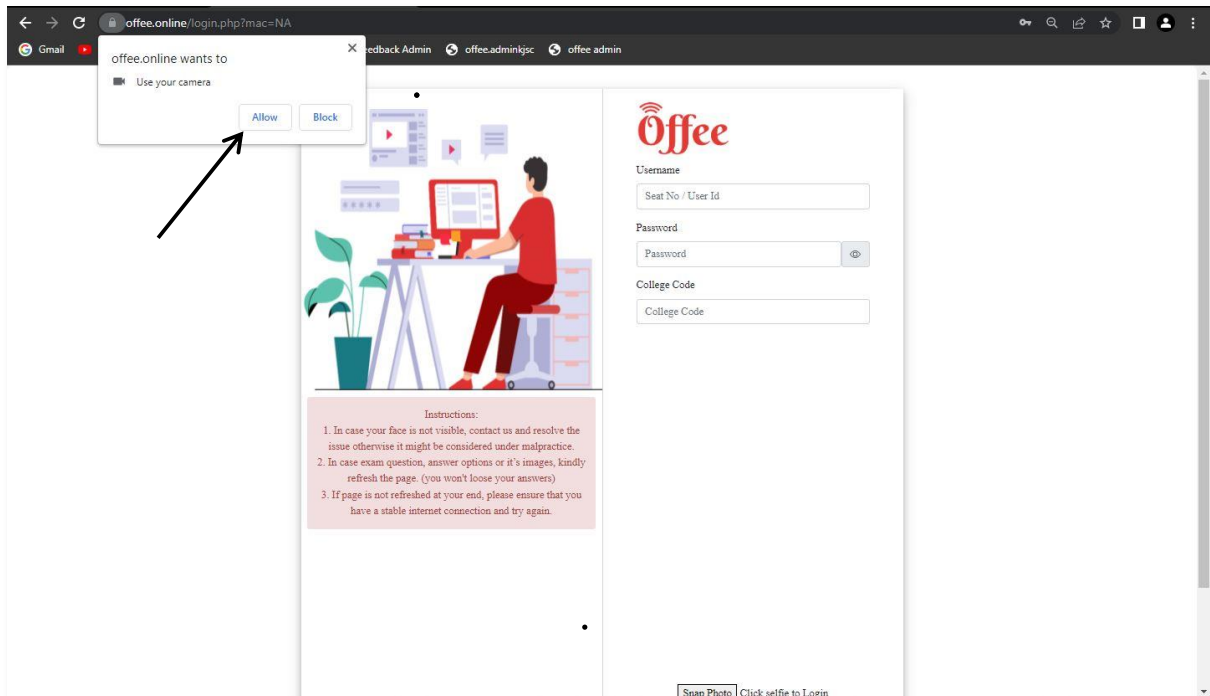 offee.online/login.php?mac=NA
Gmail
eedback Admin
offee.adminkjsc
offee admin
offee.online wants to
Use your camera
Allow
Block
Öffee
Username
Seat No / User Id
Password
Password
College Code
College Code
Instructions:
1. In case your face is not visible, contact us and resolve the
issue otherwise it might be considered under malpractice.
2. In case exam question, answer options or it's images, kindly
refresh the page. (you won't loose your answers)
3. If page is not refreshed at your end, please ensure that you
have a stable internet connection and try again.
Snap Photo Click selfie to Login